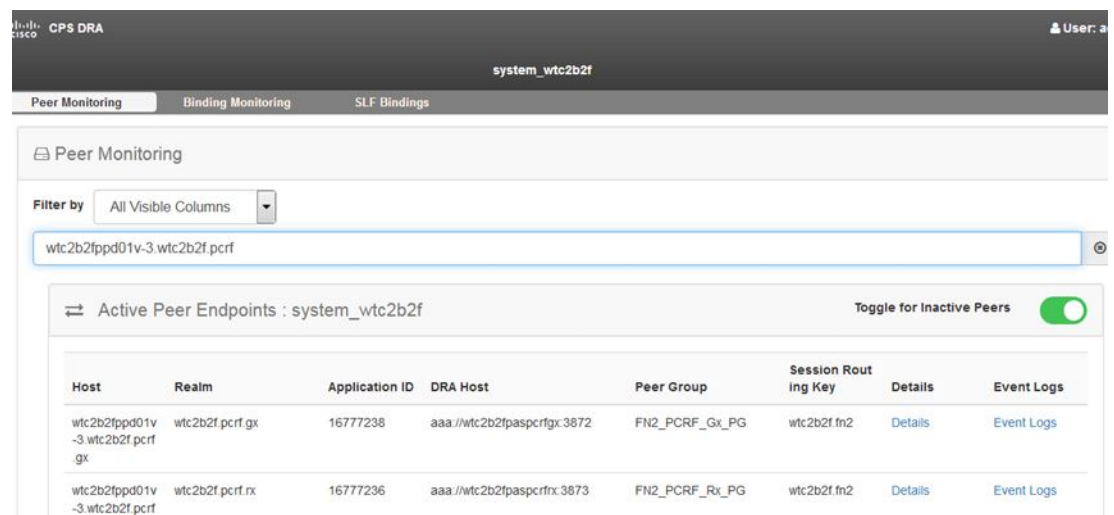 CISCO CPS DRA User: a
system_wtc2b2f
Peer Monitoring Binding Monitoring SLF Bindings
Peer Monitoring
Filter by All Visible Columns
wtc2b2fppd01v-3.wtc2b2f.pcrf
Active Peer Endpoints : system_wtc2b2f Toggle for Inactive Peers
Session Rout
Host Realm Application ID DRA Host Peer Group ing Key Details Event Logs
wtc2b2fppd01v wtc2b2f.pcrf.gx 16777238 aaa://wtc2b2fpaspcrfgx:3872 FN2_PCRF_Gx_PG wtc2b2f.fn2 Details Event Logs
-3.wtc2b2f.pcrf
.gx
wtc2b2fppd01v wtc2b2f.pcrf.rx 16777236 aaa://wtc2b2fpaspcrfrx:3873 FN2_PCRF_Rx_PG wtc2b2f.fn2 Details Event Logs
-3.wtc2b2f.pcrf